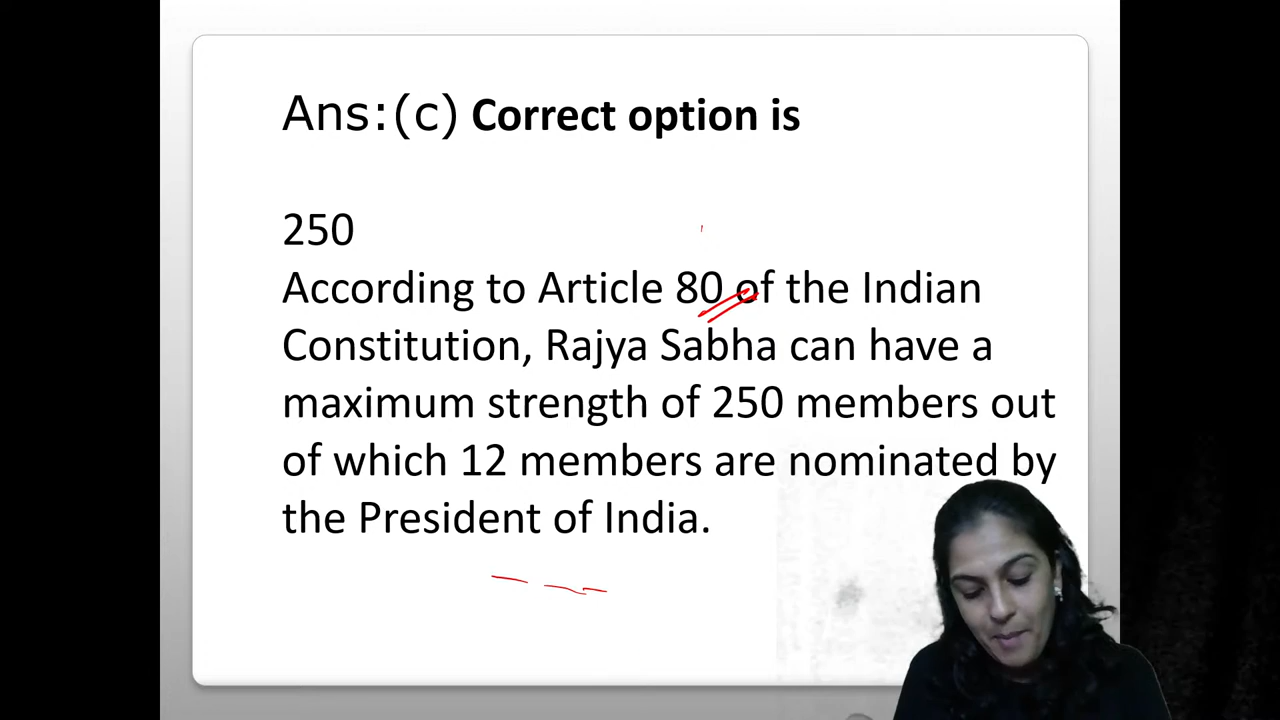 Ans:(c) Correct option is
250
According to Article 80 of the Indian
Constitution, Rajya Sabha can have a
maximum strength of 250 members out
of which 12 members are nominated by
the President of India.